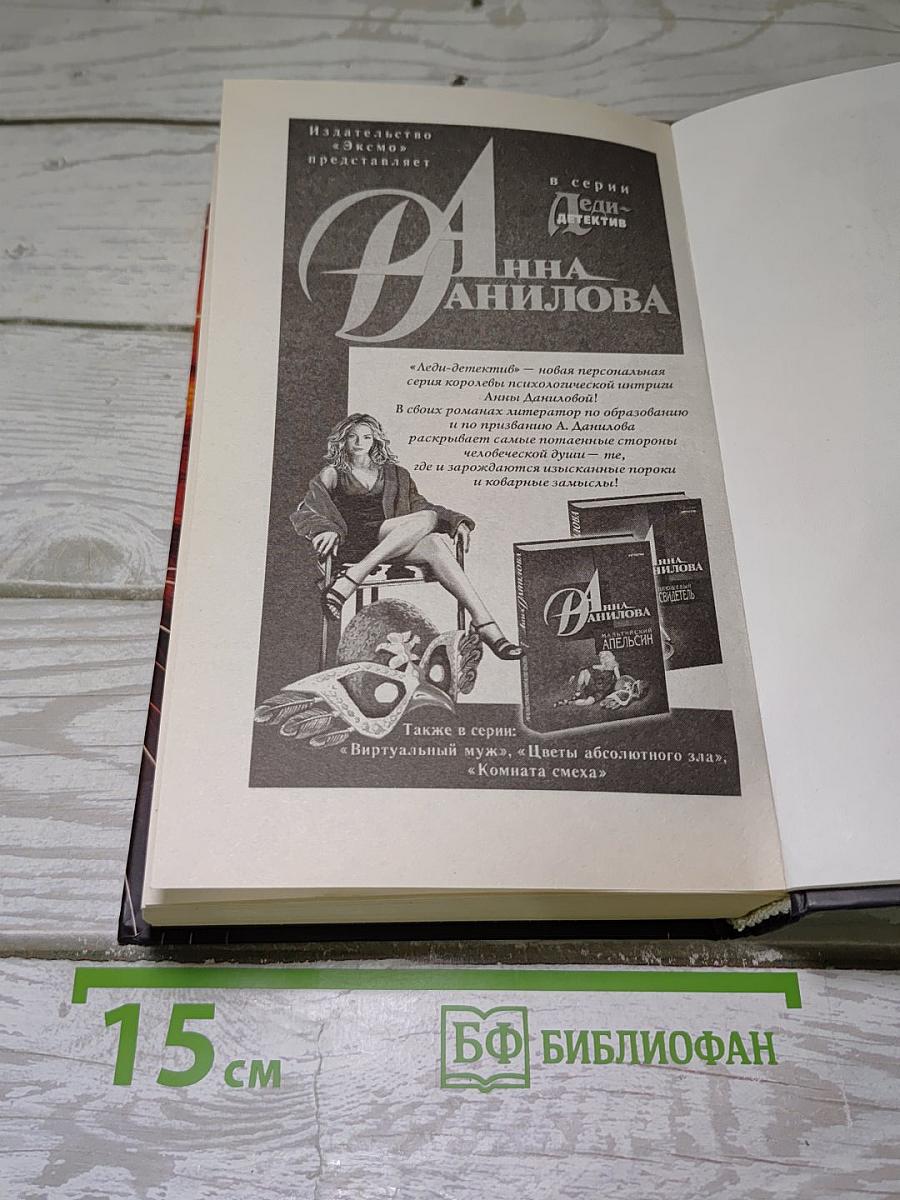 Издательство
«Эксмо»
представляет
в серии
Леди-
ДЕТЕКТИВ
АННА
ДАНИЛОВА
«Леди-детектив» — новая персональная
серия королевы психологической интриги
Анны Даниловой!
В своих романах литератор по образованию
и по призванию А. Данилова
раскрывает самые потаенные стороны
человеческой души — те,
где и зарождаются изысканные пороки
и коварные замыслы!
АННА
ДАНИЛОВА
СВИДЕТЕЛЬ
АННА
ДАНИЛОВА
МАЛЬТИЙСКИЙ
АПЕЛЬСИН
Также в серии:
«Виртуальный муж», «Цветы абсолютного зла»,
«Комната смеха»
15 см
БФ БИБЛИОФАН